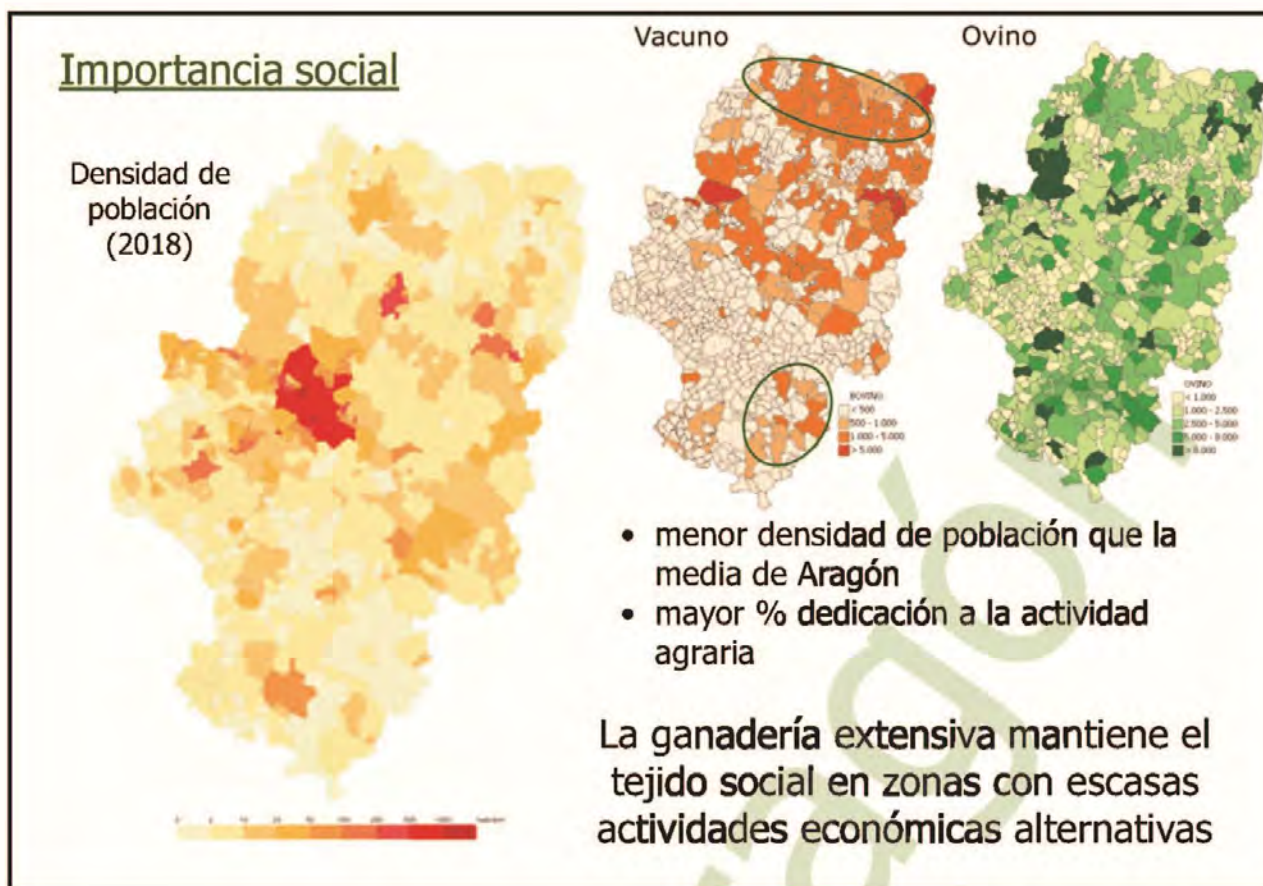 Importancia social
Densidad de
población
(2018)
Vacuno
Ovino
BOVINO
< 500
500 - 1.000
1.000 - 5.000
> 5.000
OVINO
< 1.000
1.000 - 2.500
2.500 - 5.000
5.000 - 8.000
> 8.000
• menor densidad de población que la
media de Aragón
• mayor % dedicación a la actividad
agraria
La ganadería extensiva mantiene el
tejido social en zonas con escasas
actividades económicas alternativas